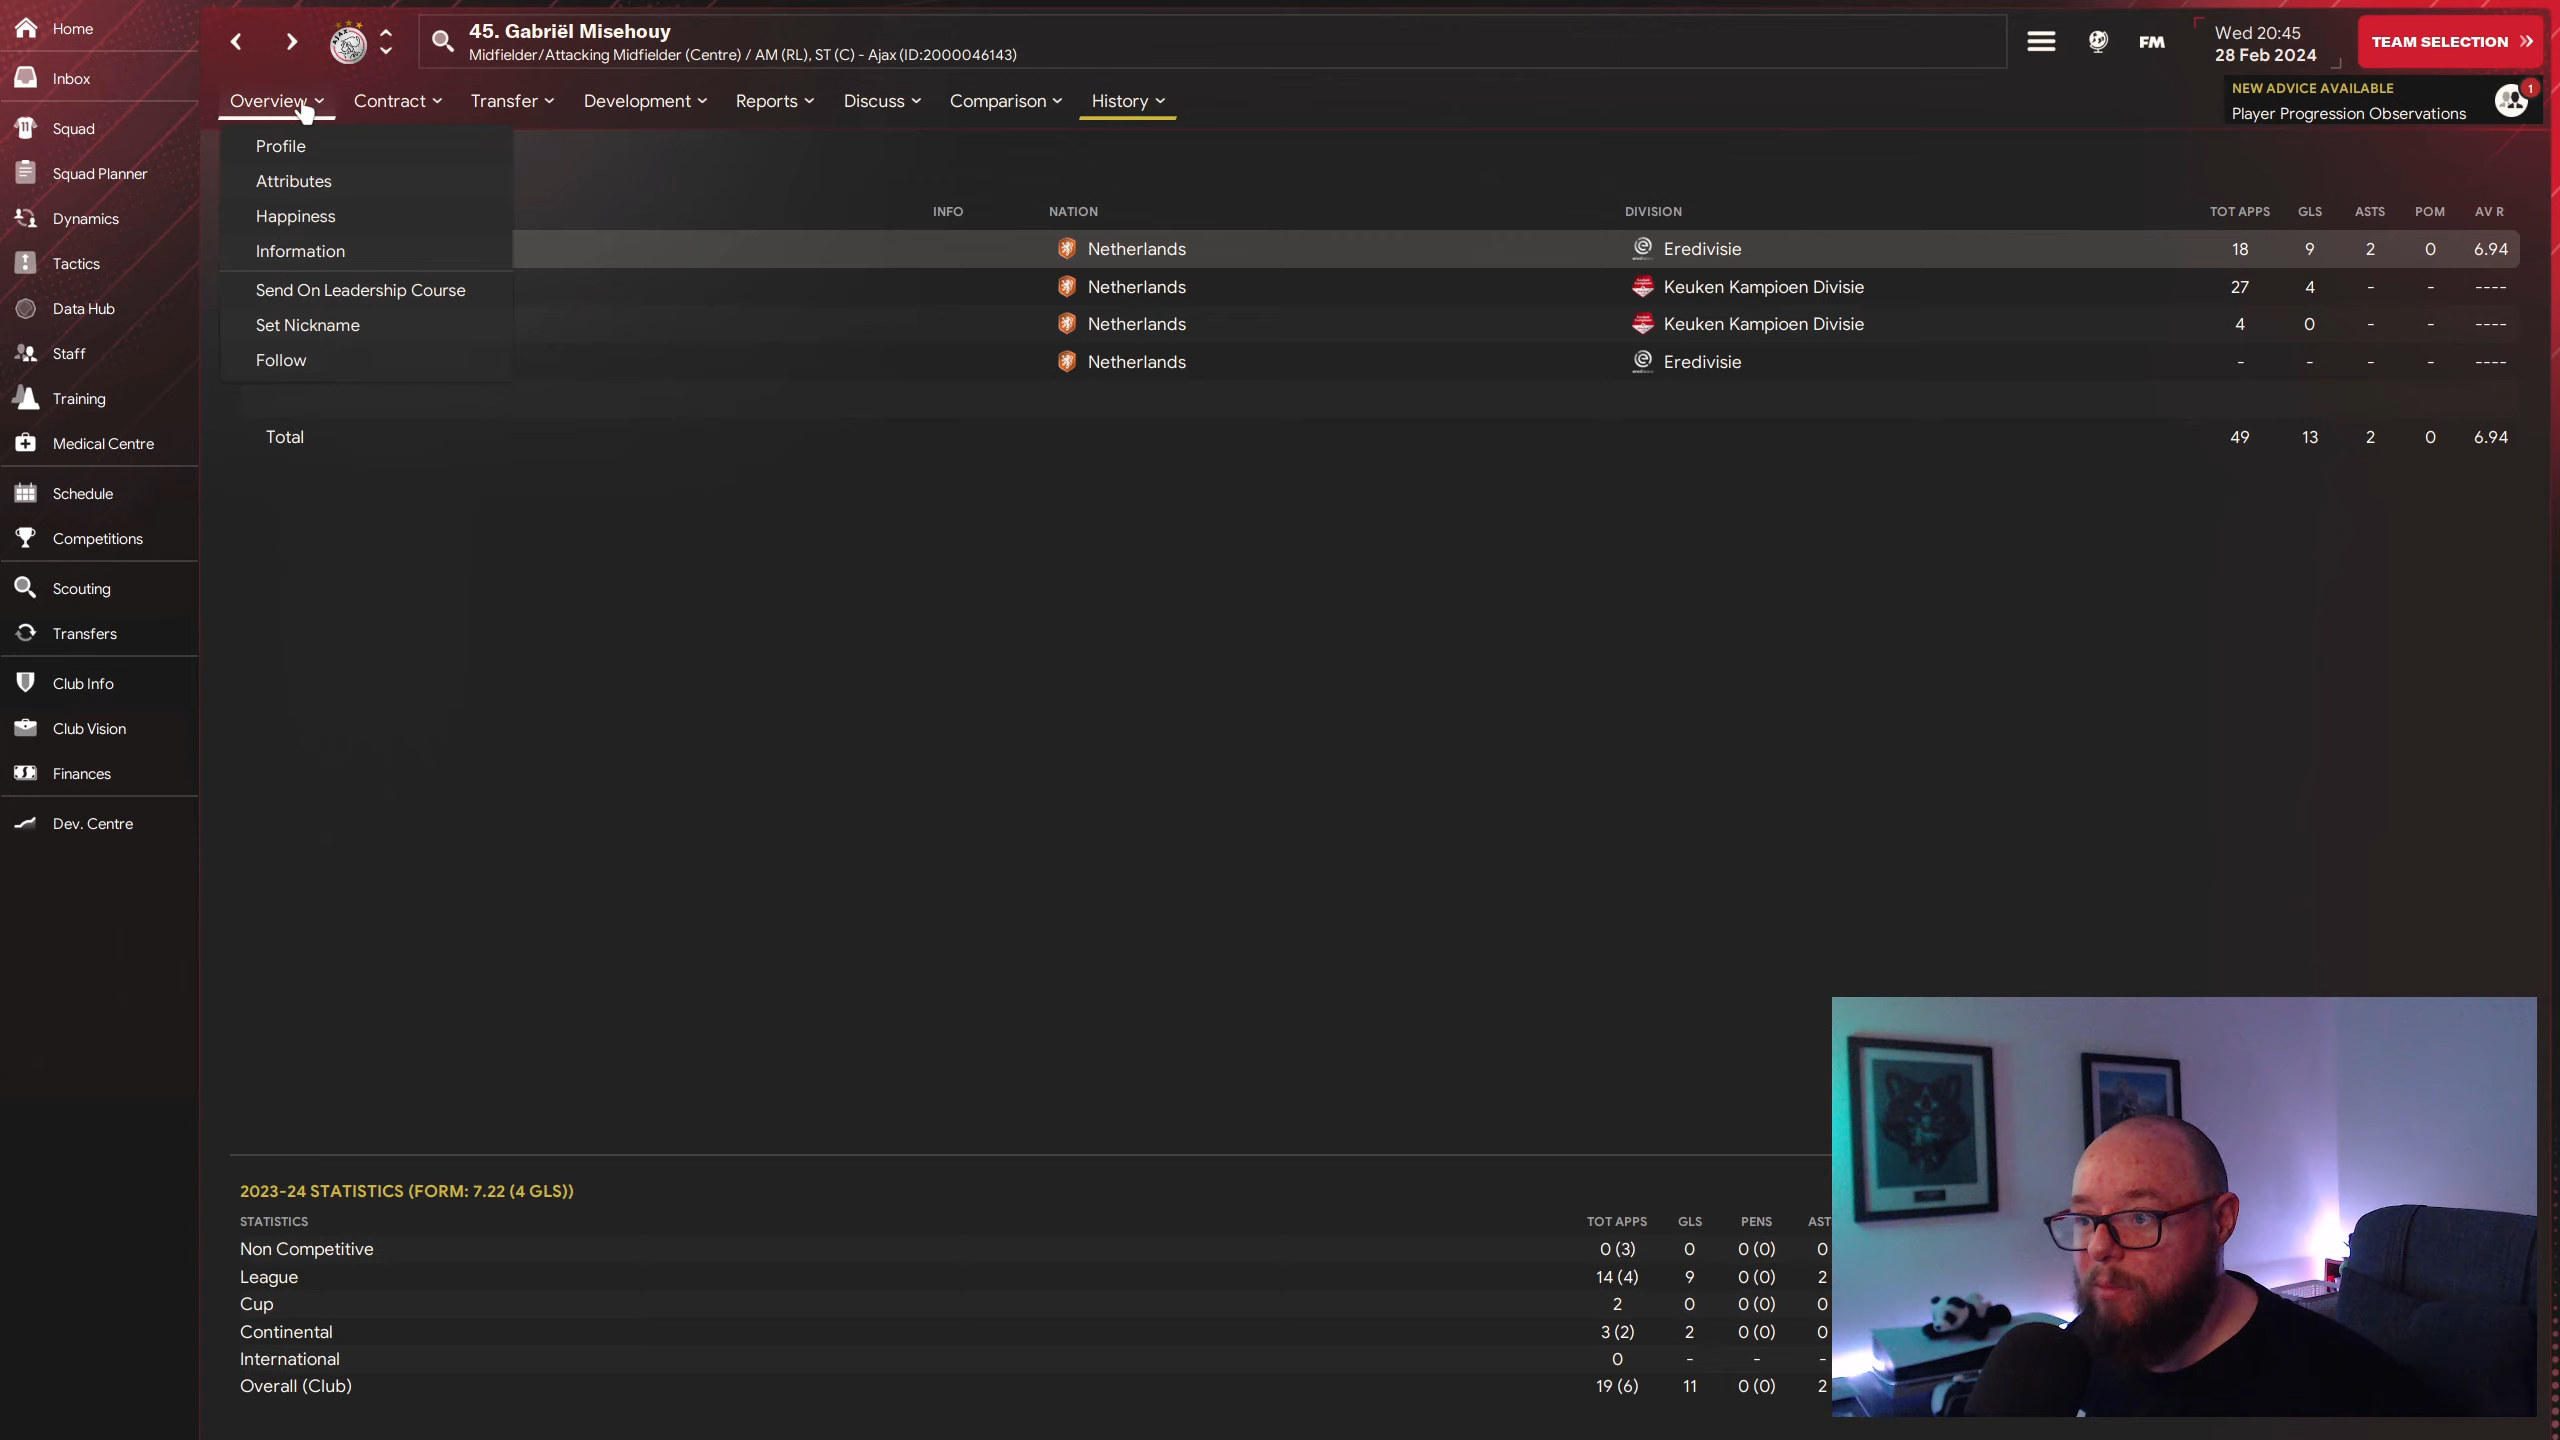 Home
Inbox
Squad
Squad Planner
Dynamics
Tactics
Data Hub
Staff
Training
Medical Centre
Schedule
Competitions
Scouting
Transfers
Club Info
Club Vision
Finances
Dev. Centre
45. Gabriël Misehouy
Midfielder/Attacking Midfielder (Centre) / AM (RL), ST (C) - Ajax (ID:2000046143)
FM
Wed 20:45
28 Feb 2024
TEAM SELECTION
Overview Contract Transfer Development Reports Discuss Comparison History
NEW ADVICE AVAILABLE
Player Progression Observations
1
Profile
Attributes
Happiness
Information
Send On Leadership Course
Set Nickname
Follow
INFO NATION DIVISION TOT APPS GLS ASTS POM AV R
Netherlands Eredivisie 18 9 2 0 6.94
Netherlands Keuken Kampioen Divisie 27 4 - - ----
Netherlands Keuken Kampioen Divisie 4 0 - - ----
Netherlands Eredivisie - - - - ----
Total 49 13 2 0 6.94
2023-24 STATISTICS (FORM: 7.22 (4 GLS))
STATISTICS TOT APPS GLS PENS AST
Non Competitive 0 (3) 0 0 (0) 0
League 14 (4) 9 0 (0) 2
Cup 2 0 0 (0) 0
Continental 3 (2) 2 0 (0) 0
International 0 - - -
Overall (Club) 19 (6) 11 0 (0) 2